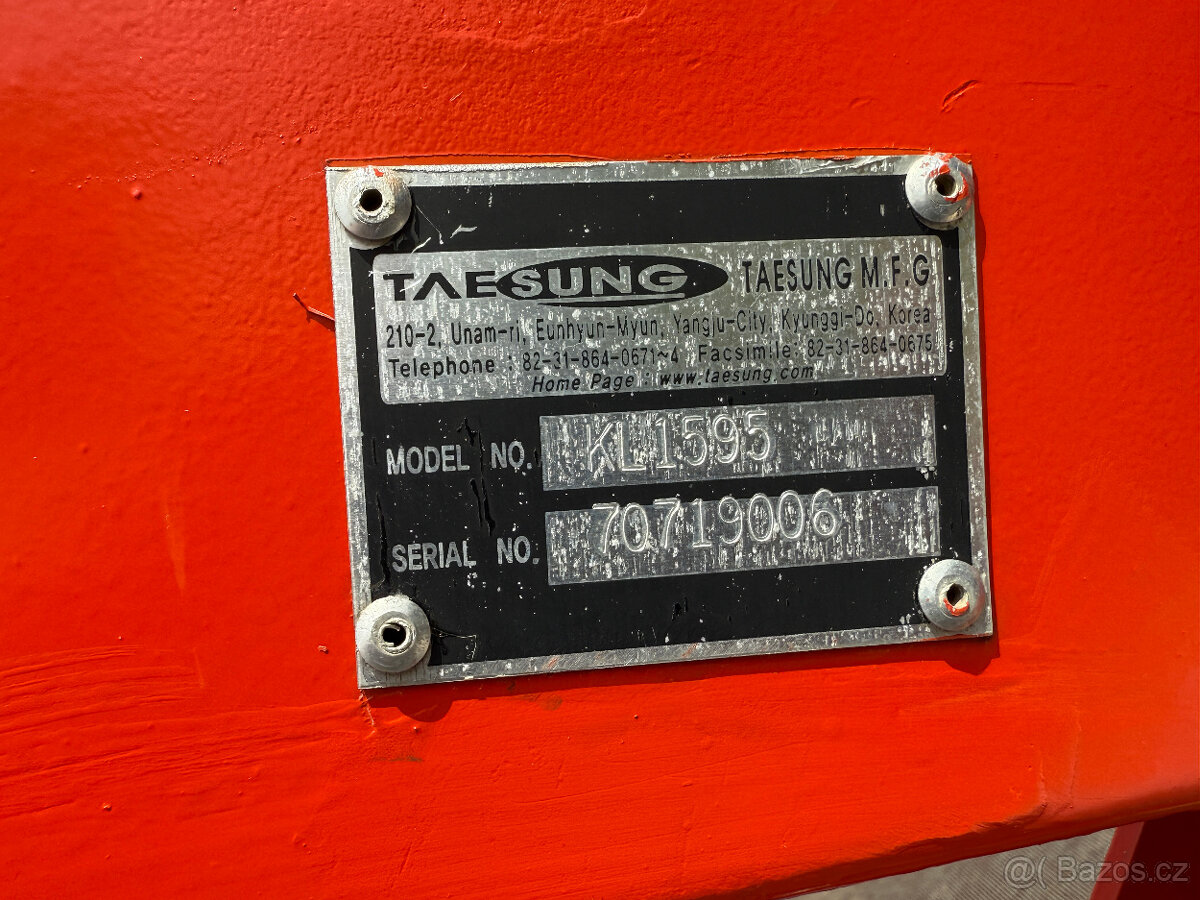 TAESUNG TAESUNG M.F.G
210-2, Unam-ri, Eunhyun-Myun, Yangju-City, Kyunggi-Do, Korea
Telephone : 82-31-864-0671~4 Facsimile: 82-31-864-0675
Home Page : www.taesung.com
MODEL NO. KL1595
SERIAL NO. 70719006
@( Bazos.cz